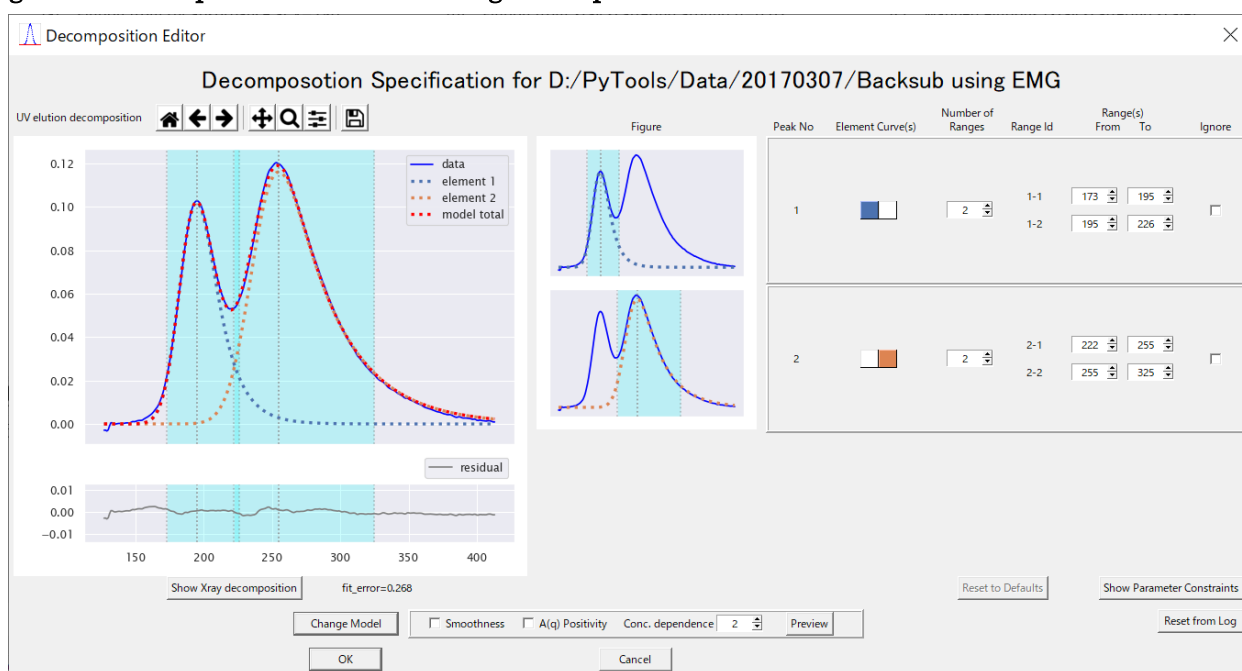 Decomposition Editor
Decomposotion Specification for D:/PyTools/Data/20170307/Backsub using EMG
UV elution decomposition
Figure
Peak No Element Curve(s) Number of Ranges Range Id Range(s) From To Ignore
0.12
0.10
0.08
0.06
0.04
0.02
0.00
data
element 1
element 2
model total
1 2 1-1 173 195
1-2 195 226
2 2 2-1 222 255
2-2 255 325
residual
0.01
0.00
−0.01
150 200 250 300 350 400
Show Xray decomposition fit_error=0.268 Reset to Defaults Show Parameter Constraints
Change Model Smoothness A(q) Positivity Conc. dependence 2 Preview Reset from Log
OK Cancel